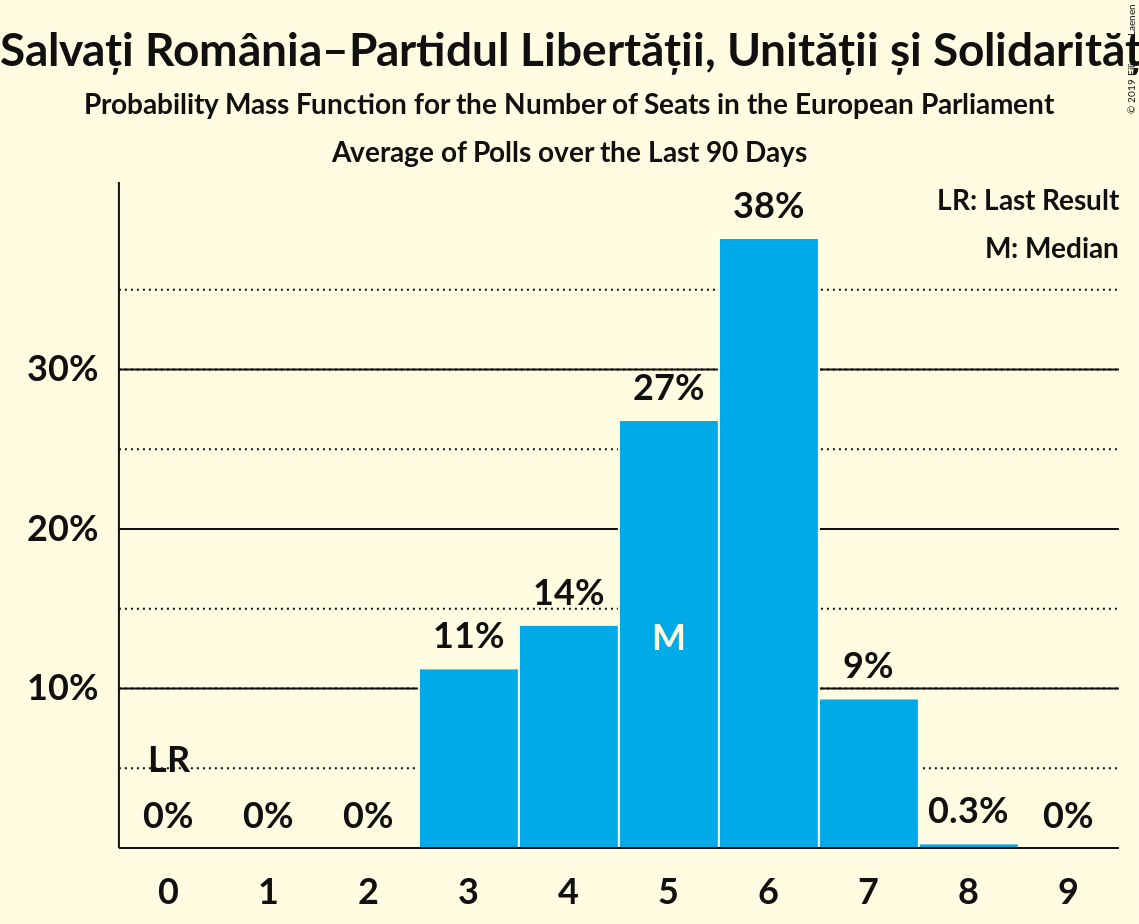 Salvați România–Partidul Libertății, Unității și Solidarităț
Probability Mass Function for the Number of Seats in the European Parliament
Average of Polls over the Last 90 Days
© 2019
LR: Last Result
M: Median
38%
30%
27%
20%
14%
M
11%
9%
10%
LR
0% 0% 0% 0.3% 0%
0 1 2 3 4 5 6 7 8 9